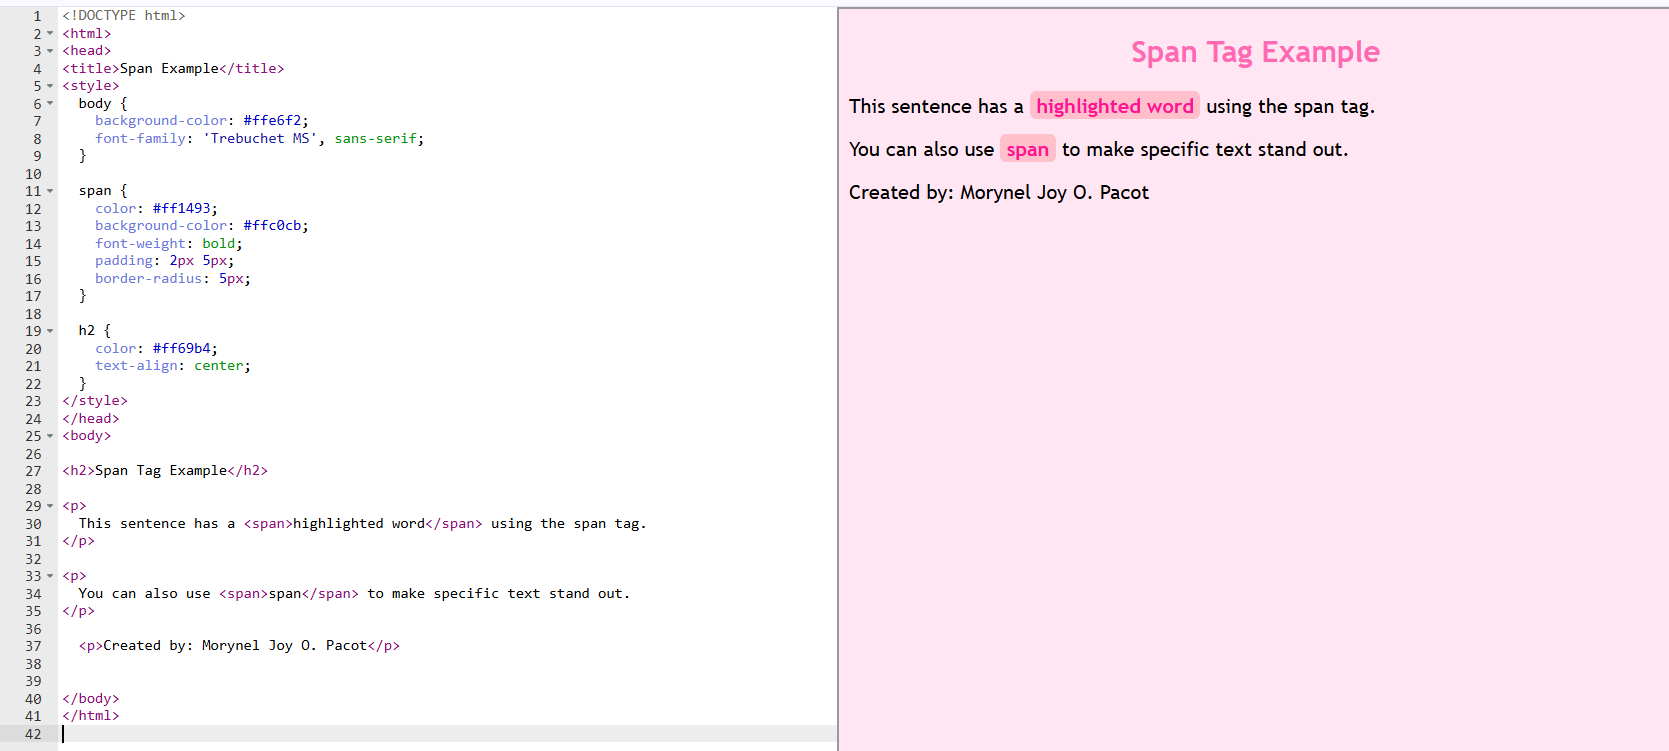 1 <!DOCTYPE html>
2 <html>
3 <head>
4 <title>Span Example</title>
5 <style>
6   body {
7     background-color: #ffe6f2;
8     font-family: 'Trebuchet MS', sans-serif;
9   }
10
11   span {
12     color: #ff1493;
13     background-color: #ffc0cb;
14     font-weight: bold;
15     padding: 2px 5px;
16     border-radius: 5px;
17   }
18
19   h2 {
20     color: #ff69b4;
21     text-align: center;
22   }
23 </style>
24 </head>
25 <body>
26
27 <h2>Span Tag Example</h2>
28
29 <p>
30   This sentence has a <span>highlighted word</span> using the span tag.
31 </p>
32
33 <p>
34   You can also use <span>span</span> to make specific text stand out.
35 </p>
36
37   <p>Created by: Morynel Joy O. Pacot</p>
38
39
40 </body>
41 </html>
42
Span Tag Example
This sentence has a highlighted word using the span tag.
You can also use span to make specific text stand out.
Created by: Morynel Joy O. Pacot